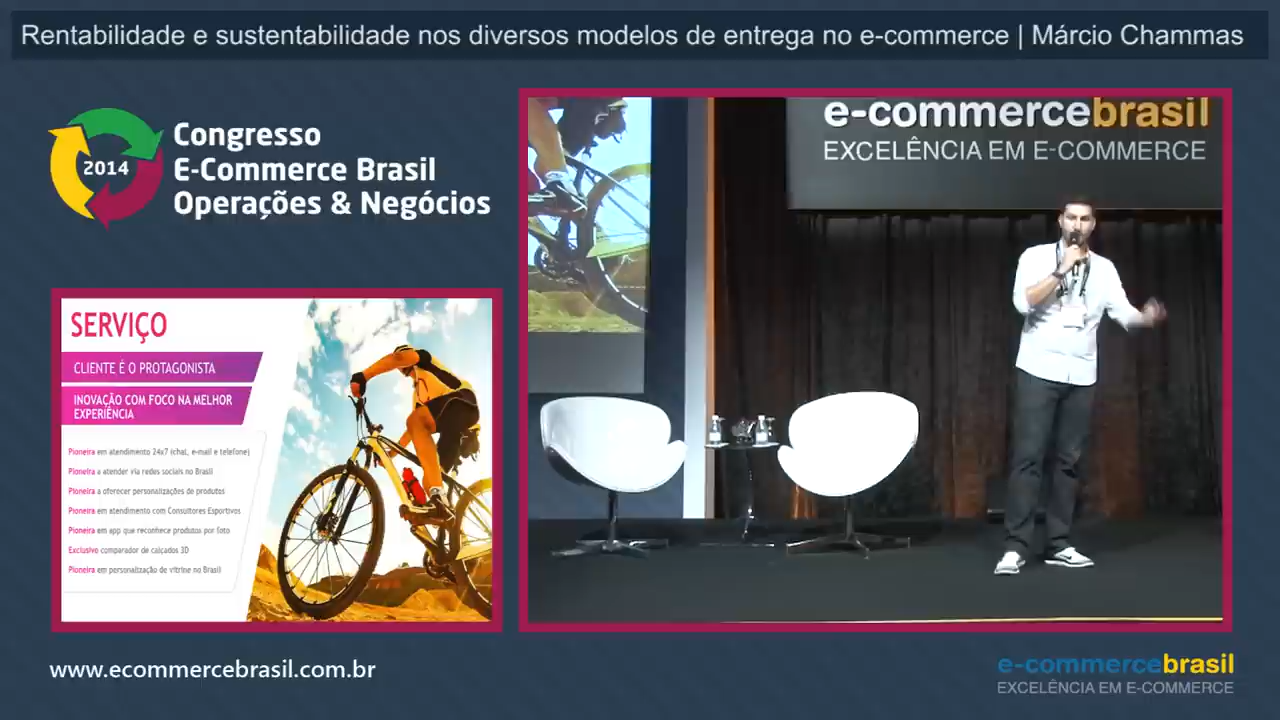 Rentabilidade e sustentabilidade nos diversos modelos de entrega no e-commerce | Márcio Chammas
2014
Congresso
E-Commerce Brasil
Operações & Negócios
e-commercebrasil
EXCELÊNCIA EM E-COMMERCE
SERVIÇO
CLIENTE É O PROTAGONISTA
INOVAÇÃO COM FOCO NA MELHOR
EXPERIÊNCIA
Pioneira em atendimento 24x7 (chat, e-mail e telefone)
Pioneira a atender via redes sociais no Brasil
Pioneira a oferecer personalizações de produtos
Pioneira em atendimento com Consultores Esportivos
Pioneira em app que reconhece produtos por foto
Exclusivo comparador de calçados 3D
Pioneira em personalização de vitrine no Brasil
www.ecommercebrasil.com.br
e-commercebrasil
EXCELÊNCIA EM E-COMMERCE